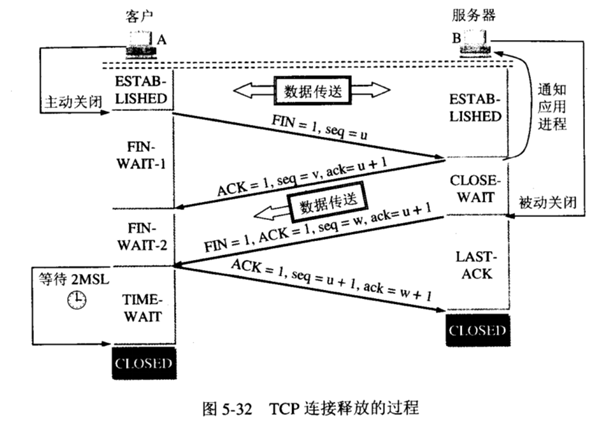 客户
服务器
A
B
ESTAB-
LISHED
数据传送
ESTAB-
LISHED
通知
应用
进程
主动关闭
FIN = 1, seq = u
FIN-
WAIT-1
ACK = 1, seq = v, ack= u + 1
CLOSE-
WAIT
数据传送
被动关闭
FIN-
WAIT-2
FIN = 1, ACK = 1, seq = w, ack= u + 1
等待 2MSL
ACK = 1, seq = u + 1, ack = w + 1
LAST-
ACK
TIME-
WAIT
CLOSED
CLOSED
图 5-32 TCP 连接释放的过程